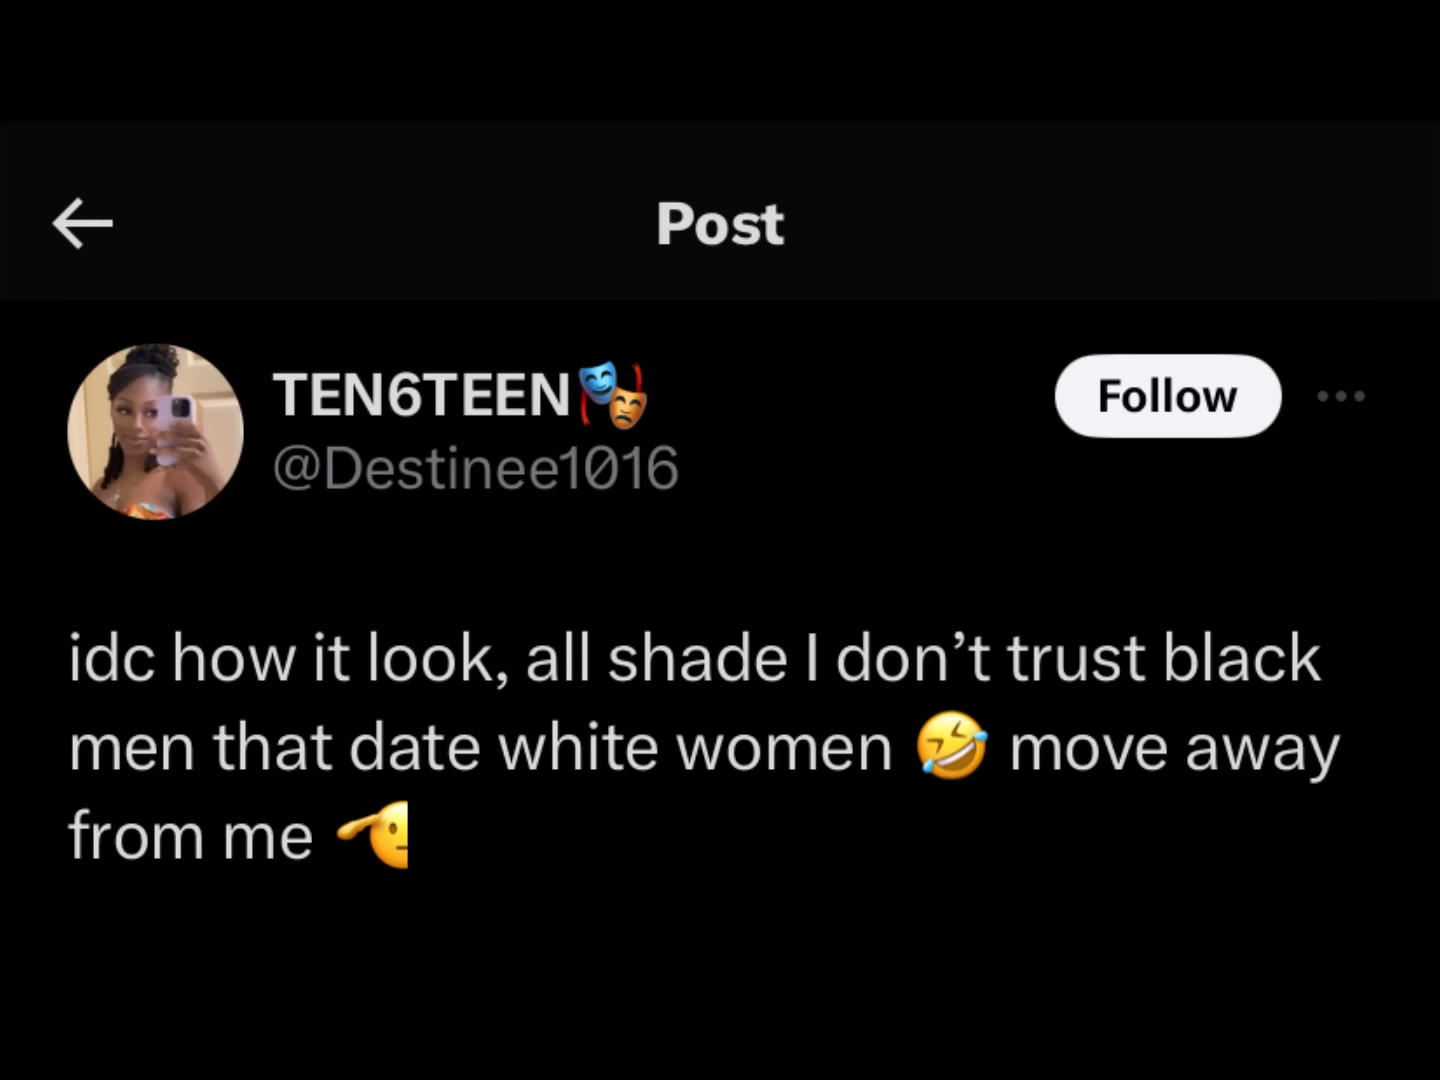 Post
TEN6TEEN🎭
Follow
@Destinee1016
idc how it look, all shade I don’t trust black
men that date white women 🤣 move away
from me 🫡